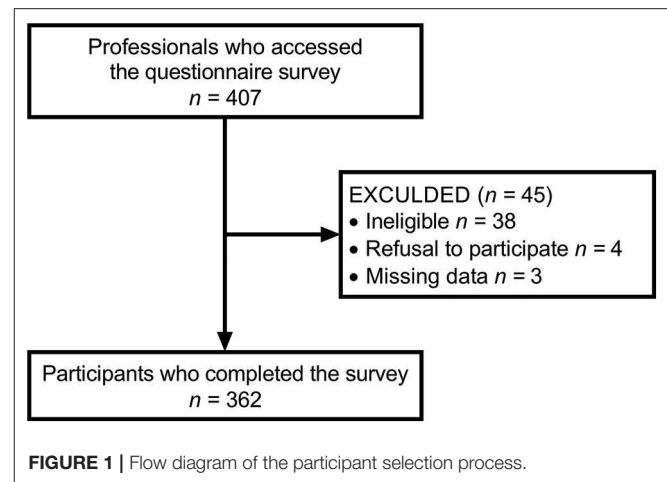 Professionals who accessed
the questionnaire survey
n = 407
EXCULDED (n = 45)
• Ineligible n = 38
• Refusal to participate n = 4
• Missing data n = 3
Participants who completed the survey
n = 362
FIGURE 1 | Flow diagram of the participant selection process.